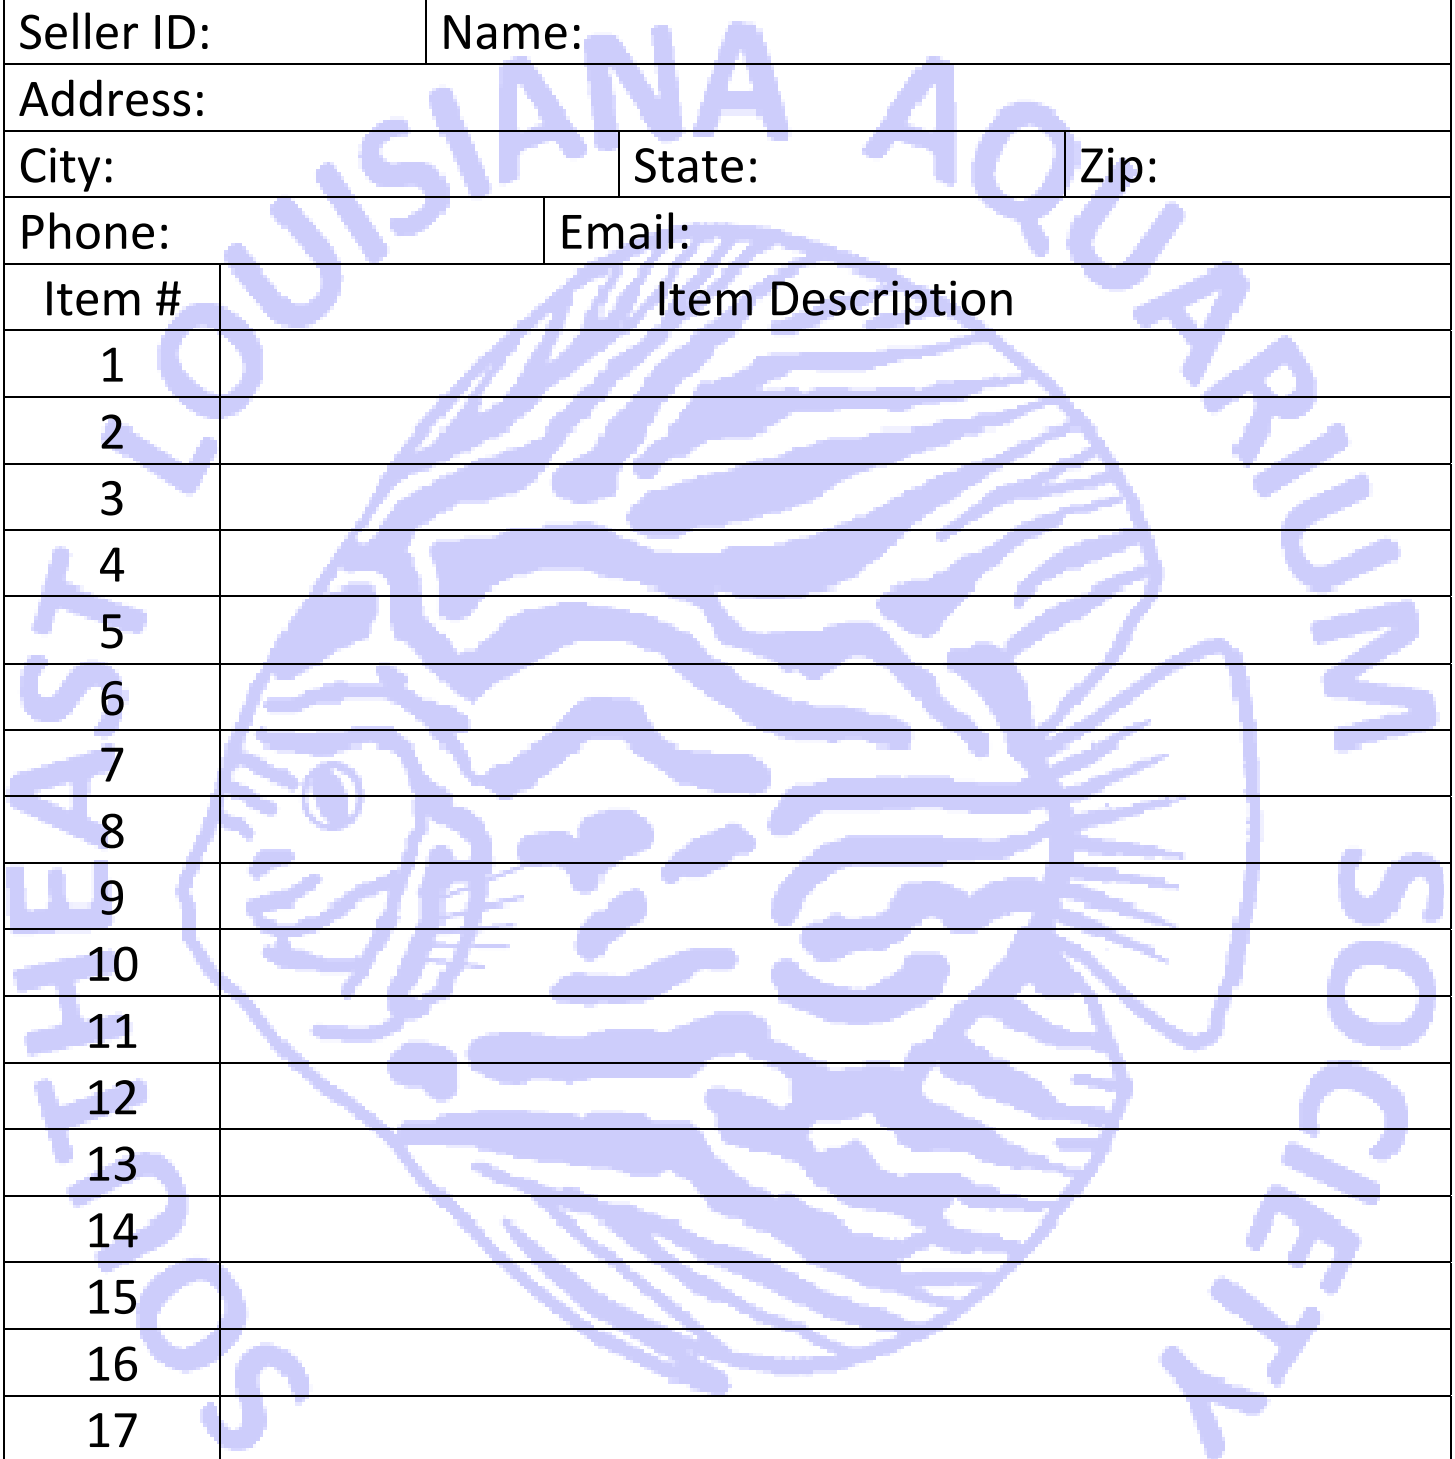 Seller ID: Name:
Address:
City: State: Zip:
Phone: Email:
Item # Item Description
1
2
3
4
5
6
7
8
9
10
11
12
13
14
15
16
17
SOUTHEAST LOUISIANA AQUARIUM SOCIETY